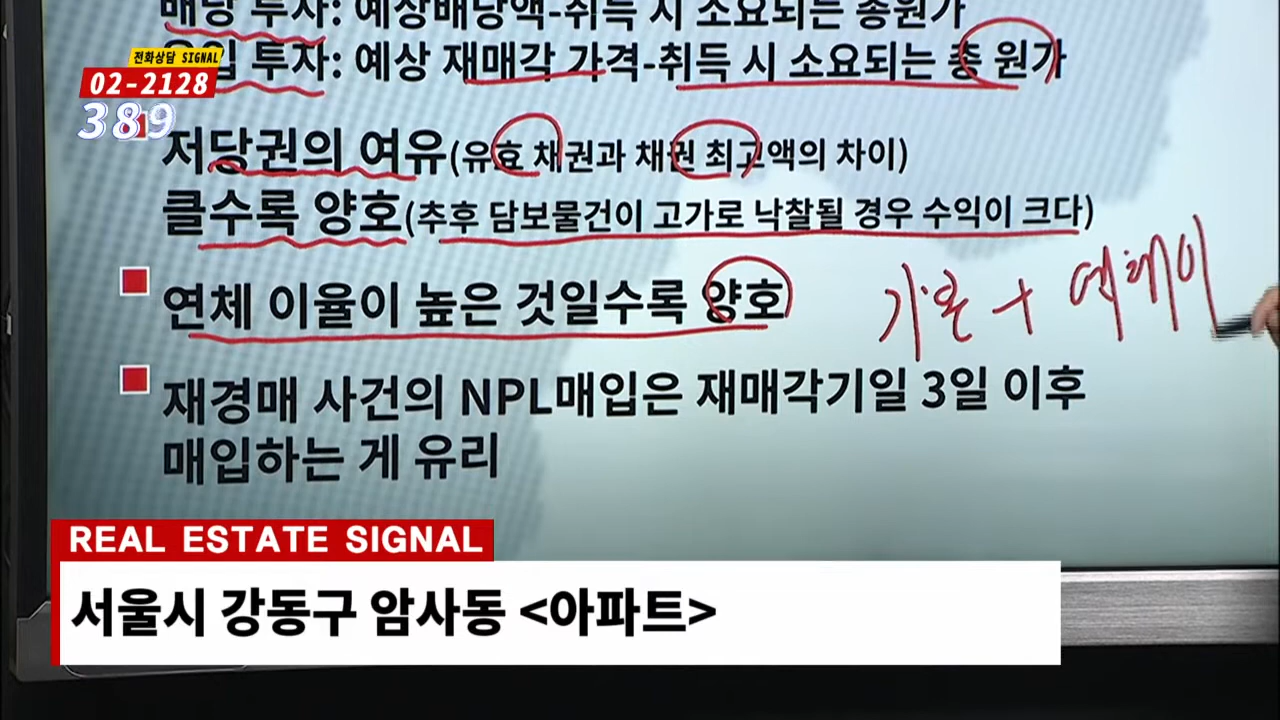 배당 투자: 예상배당액-취득 시 소요되는 총원가
투자: 예상 재매각 가격-취득 시 소요되는 총 원가
전화상담 SIGNAL
02-2128
389
저당권의 여유(유효 채권과 채권 최고액의 차이)
클수록 양호(추후 담보물건이 고가로 낙찰될 경우 수익이 크다)
연체 이율이 높은 것일수록 양호
재경매 사건의 NPL매입은 재매각기일 3일 이후
매입하는 게 유리
REAL ESTATE SIGNAL
서울시 강동구 암사동 <아파트>